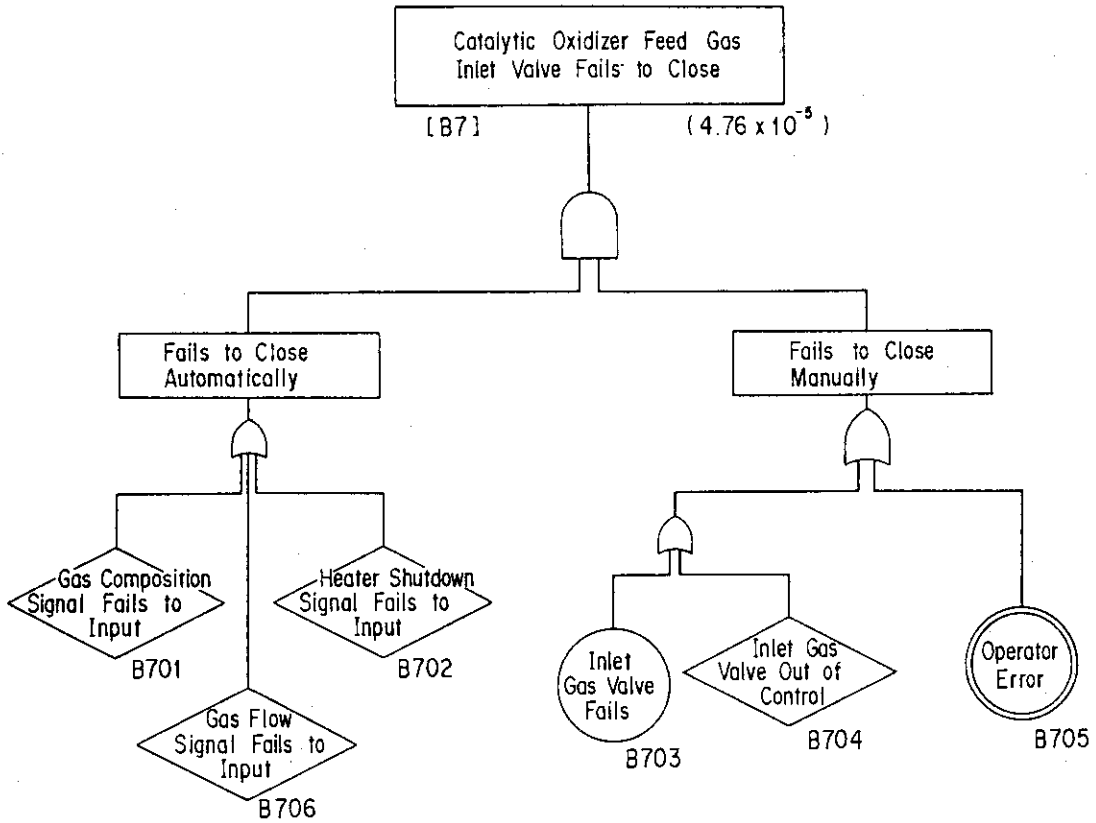 Catalytic Oxidizer Feed Gas
Inlet Valve Fails to Close
[B7]
(4.76 x 10⁻⁵)
Fails to Close
Automatically
Fails to Close
Manually
Gas Composition
Signal Fails to
Input
B701
Heater Shutdown
Signal Fails to
Input
B702
Gas Flow
Signal Fails to
Input
B706
Inlet
Gas Valve
Fails
B703
Inlet Gas
Valve Out of
Control
B704
Operator
Error
B705